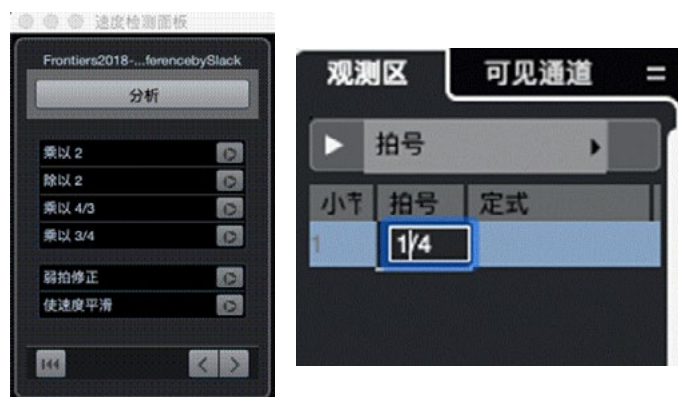 速度检测面板
Frontiers2018-...ferencebySlack
分析
乘以 2
除以 2
乘以 4/3
乘以 3/4
弱拍修正
使速度平滑
观测区 可见通道
拍号
小节 拍号 定式
1 1/4